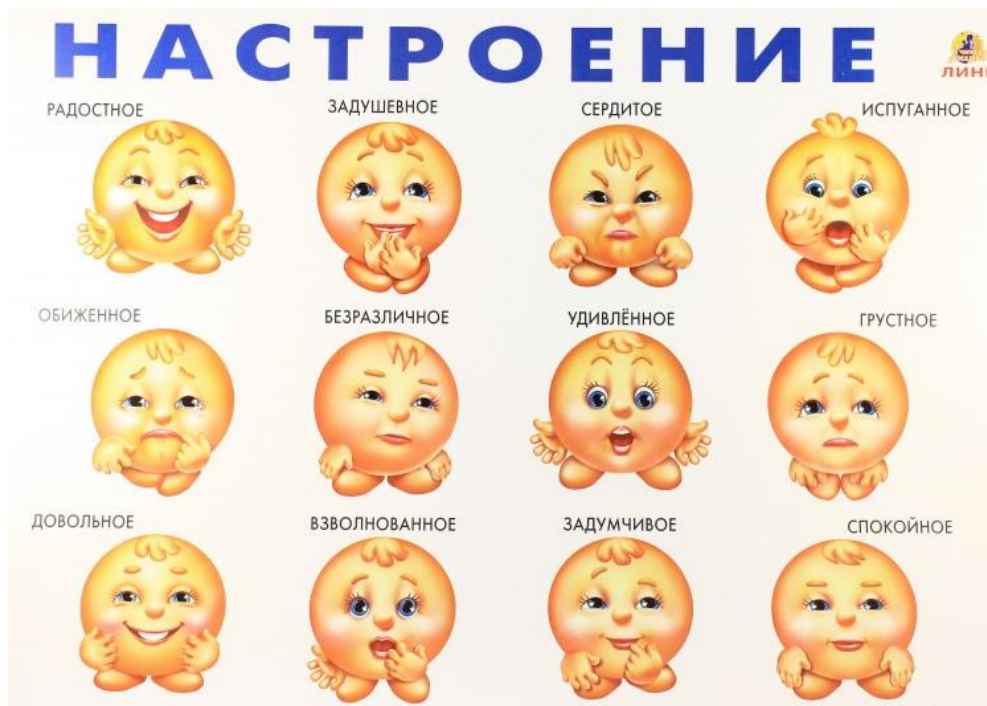 НАСТРОЕНИЕ
РАДОСТНОЕ
ЗАДУШЕВНОЕ
СЕРДИТОЕ
ИСПУГАННОЕ
ОБИЖЕННОЕ
БЕЗРАЗЛИЧНОЕ
УДИВЛЁННОЕ
ГРУСТНОЕ
ДОВОЛЬНОЕ
ВЗВОЛНОВАННОЕ
ЗАДУМЧИВОЕ
СПОКОЙНОЕ